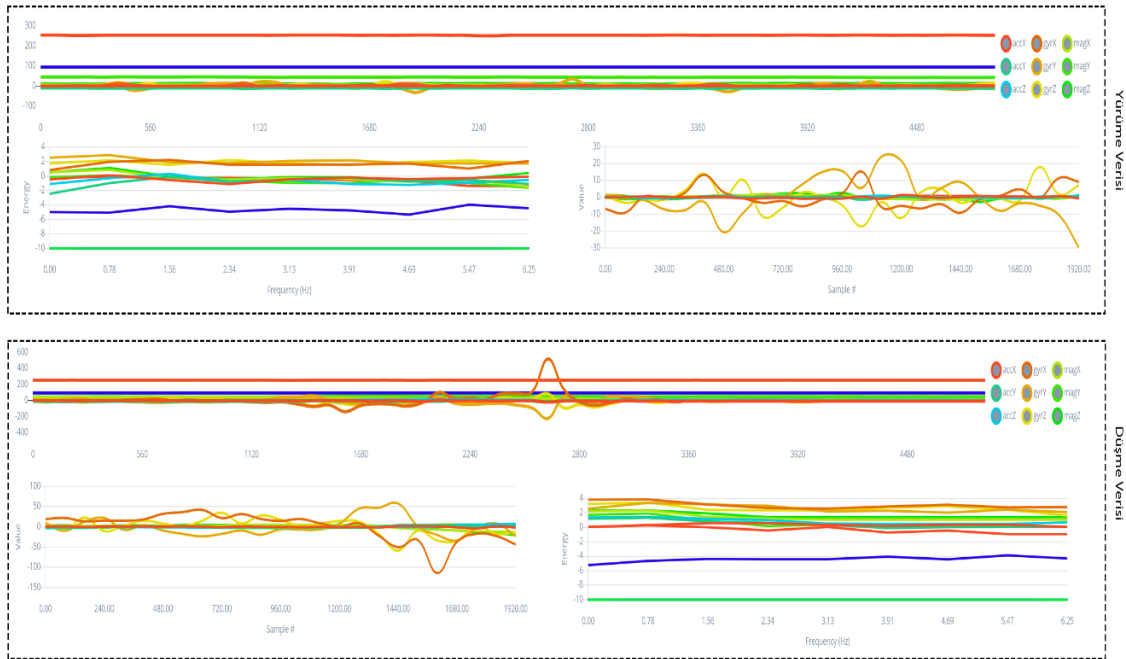 300
200
100
0
-100
0 560 1120 1680 2240 2800 3360 3920 4480
accX gyrX magX
accY gyrY magY
accZ gyrZ magZ
Yürüme Verisi
4
2
0
-2
-4
-6
-8
-10
Energy
0.00 0.78 1.56 2.34 3.13 3.91 4.69 5.47 6.25
Frequency (Hz)
30
20
10
0
-10
-20
-30
Value
0.00 240.00 480.00 720.00 960.00 1200.00 1440.00 1680.00 1920.00
Sample #
600
400
200
0
-200
-400
0 560 1120 1680 2240 2800 3360 3920 4480
accX gyrX magX
accY gyrY magY
accZ gyrZ magZ
Düşme Verisi
100
50
0
-50
-100
-150
Value
0.00 240.00 480.00 720.00 960.00 1200.00 1440.00 1680.00 1920.00
Sample #
4
2
0
-2
-4
-6
-8
-10
Energy
0.00 0.78 1.56 2.34 3.13 3.91 4.69 5.47 6.25
Frequency (Hz)